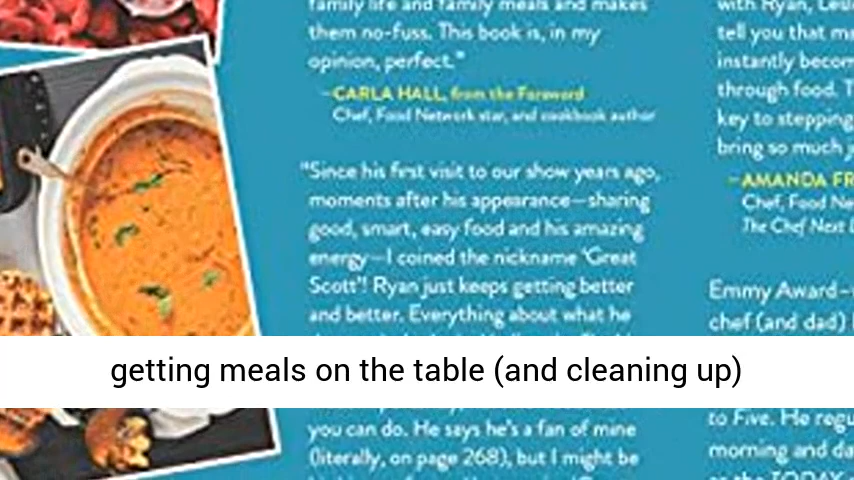 family life and family meals and makes
them no-fuss. This book is, in my
opinion, perfect."
—CARLA HALL, from the Foreword
Chef, Food Network star, and cookbook author
"Since his first visit to our show years ago,
moments after his appearance—sharing
good, smart, easy food and his amazing
energy—I coined the nickname 'Great
Scott'! Ryan just keeps getting better
and better. Everything about what he
you can do. He says he's a fan of mine
(literally, on page 268), but I might be
with Ryan, Lesl
tell you that ma
instantly becom
through food. T
key to stepping
bring so much j
—AMANDA FR
Chef, Food Ne
The Chef Next D
Emmy Award–
chef (and dad)
to Five. He regu
morning and da
getting meals on the table (and cleaning up)